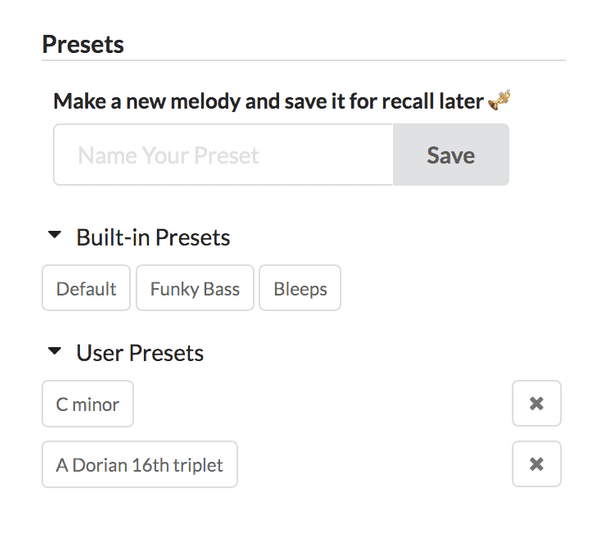 Presets
Make a new melody and save it for recall later 🎺
Name Your Preset Save
Built-in Presets
Default Funky Bass Bleeps
User Presets
C minor
A Dorian 16th triplet